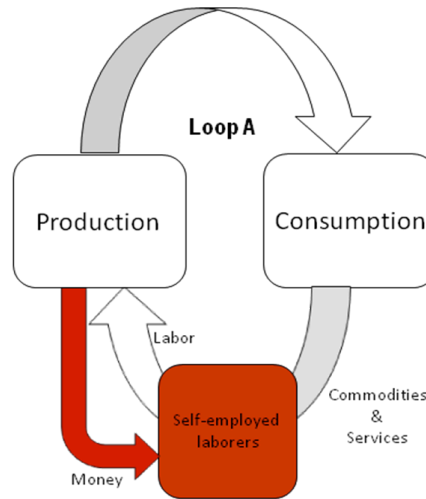 Loop A
Production
Consumption
Labor
Self-employed
laborers
Commodities
&
Services
Money